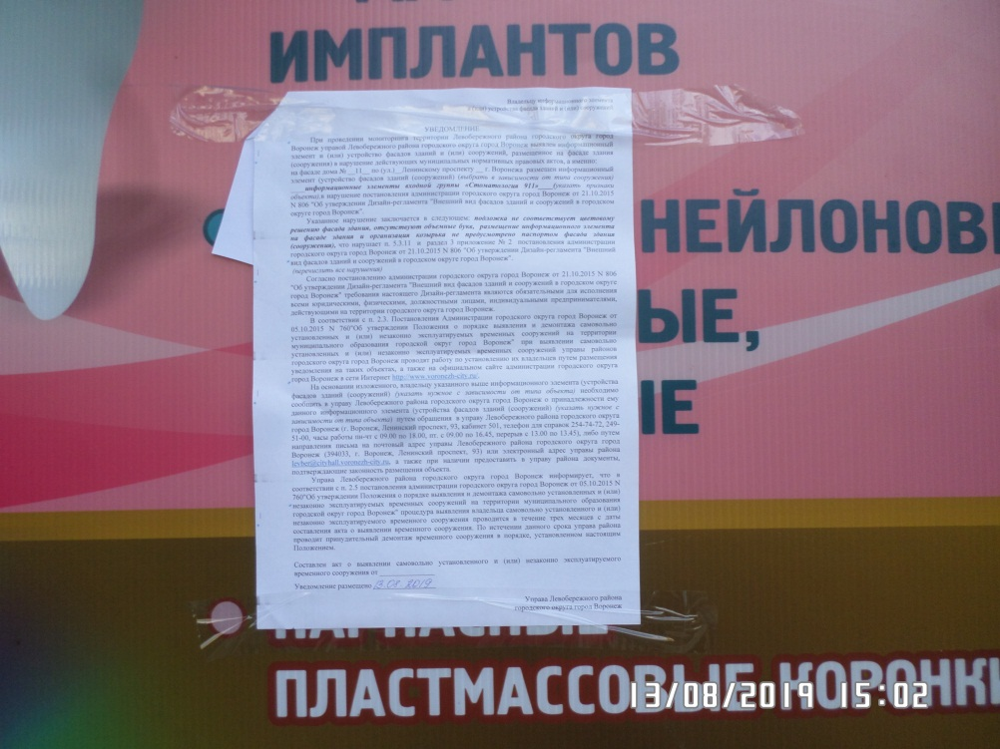 ИМПЛАНТОВ
Владельцу информационного элемента
и (или) устройства фасадов зданий и (или) сооружений
УВЕДОМЛЕНИЕ
При проведении мониторинга территории Левобережного района городского округа город
Воронеж управой Левобережного района городского округа город Воронеж выявлен информационный
элемент и (или) устройство фасадов зданий и (или) сооружений, размещенные на фасаде здания
(сооружения) в нарушение действующих муниципальных нормативных правовых актов, а именно:
на фасаде дома № __11__ по (ул.)__Ленинскому проспекту __ г. Воронежа размещен информационный
элемент (устройство фасадов зданий (сооружений) (выбрать в зависимости от типа сооружения)
информационные элементы входной группы «Стоматология 911»____(указать признаки
объекта),в нарушение постановления администрации городского округа город Воронеж от 21.10.2015
N 806 "Об утверждении Дизайн-регламента "Внешний вид фасадов зданий и сооружений в городском
округе город Воронеж".
Указанное нарушение заключается в следующем: подложка не соответствует цветовому
решению фасада здания, отсутствуют объемные букв, размещение информационного элемента
на фасаде здания и организация козырька не предусмотрено паспортом фасада здания
(сооружения), что нарушает п. 5.3.11 и раздел 3 приложение № 2 постановления администрации
городского округа город Воронеж от 21.10.2015 N 806 "Об утверждении Дизайн-регламента "Внешний
вид фасадов зданий и сооружений в городском округе город Воронеж".
(перечислить все нарушения)
Согласно постановлению администрации городского округа город Воронеж от 21.10.2015 N 806
"Об утверждении Дизайн-регламента "Внешний вид фасадов зданий и сооружений в городском округе
город Воронеж" требования настоящего Дизайн-регламента являются обязательными для исполнения
всеми юридическими, физическими, должностными лицами, индивидуальными предпринимателями,
действующими на территории городского округа город Воронеж.
В соответствии с п. 2.3. Постановления Администрации городского округа город Воронеж от
05.10.2015 N 760"Об утверждения Положения о порядке выявления и демонтажа самовольно
установленных и (или) незаконно эксплуатируемых временных сооружений на территории
муниципального образования городской округ город Воронеж" при выявлении самовольно
установленных и (или) незаконно эксплуатируемых временных сооружений управы районов
городского округа город Воронеж проводят работу по установлению их владельцев путем размещения
уведомления на таких объектах, а также на официальном сайте администрации городского округа
город Воронеж в сети Интернет http://www.voronezh-city.ru/.
На основании изложенного, владельцу указанного выше информационного элемента (устройства
фасадов зданий (сооружений) (указать нужное с зависимость от типа объекта) необходимо
сообщить в управу Левобережного района городского округа город Воронеж о принадлежности ему
данного информационного элемента (устройства фасадов зданий (сооружений) (указать нужное с
зависимости от типа объекта) путем обращения в управу Левобережного района городского округа
город Воронеж (г. Воронеж, Ленинский проспект, 93, кабинет 501, телефон для справок 254-74-72, 249-
51-00, часы работы пн-чт с 09.00 по 18.00, пт. с 09.00 по 16.45, перерыв с 13.00 по 13.45), либо путем
направления письма на почтовый адрес управы Левобережного района городского округа город
Воронеж (394033, г. Воронеж, Ленинский проспект, 93) или электронный адрес управы района
levber@cityhall.voronezh-city.ru, а также при наличии предоставить в управу района документы,
подтверждающие законность размещения объекта.
Управа Левобережного района городского округа город Воронеж информирует, что в
соответствии с п. 2.5 постановления администрации городского округа город Воронеж от 05.10.2015 N
760"Об утверждения Положения о порядке выявления и демонтажа самовольно установленных и (или)
незаконно эксплуатируемых временных сооружений на территории муниципального образования
городской округ город Воронеж" процедура выявления владельца самовольно установленного и (или)
незаконно эксплуатируемого временного сооружения проводится в течение трех месяцев с даты
составления акта о выявлении временного сооружения. По истечении данного срока управа района
проводит принудительный демонтаж временного сооружения в порядке, установленном настоящим
Положением.
Составлен акт о выявлении самовольно установленного и (или) незаконно эксплуатируемого
временного сооружения от
Уведомление размещено 13.08.2019
Управа Левобережного района
городского округа город Воронеж
НЕЙЛОНОВ
ЫЕ,
ПЛАСТМАССОВЫЕ КОРОНК
13/08/2019 15:02